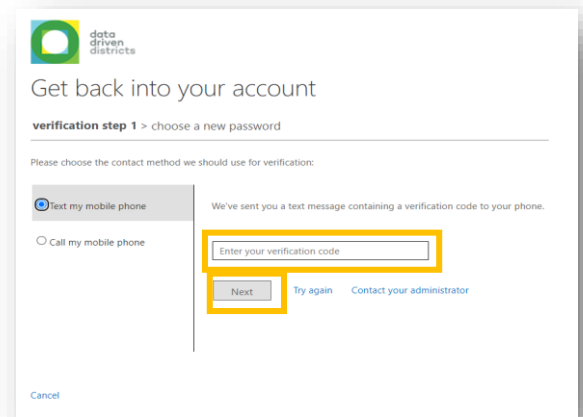 data
driven
districts
Get back into your account
verification step 1 > choose a new password
Please choose the contact method we should use for verification:
Text my mobile phone
Call my mobile phone
We've sent you a text message containing a verification code to your phone.
Enter your verification code
Next
Try again
Contact your administrator
Cancel